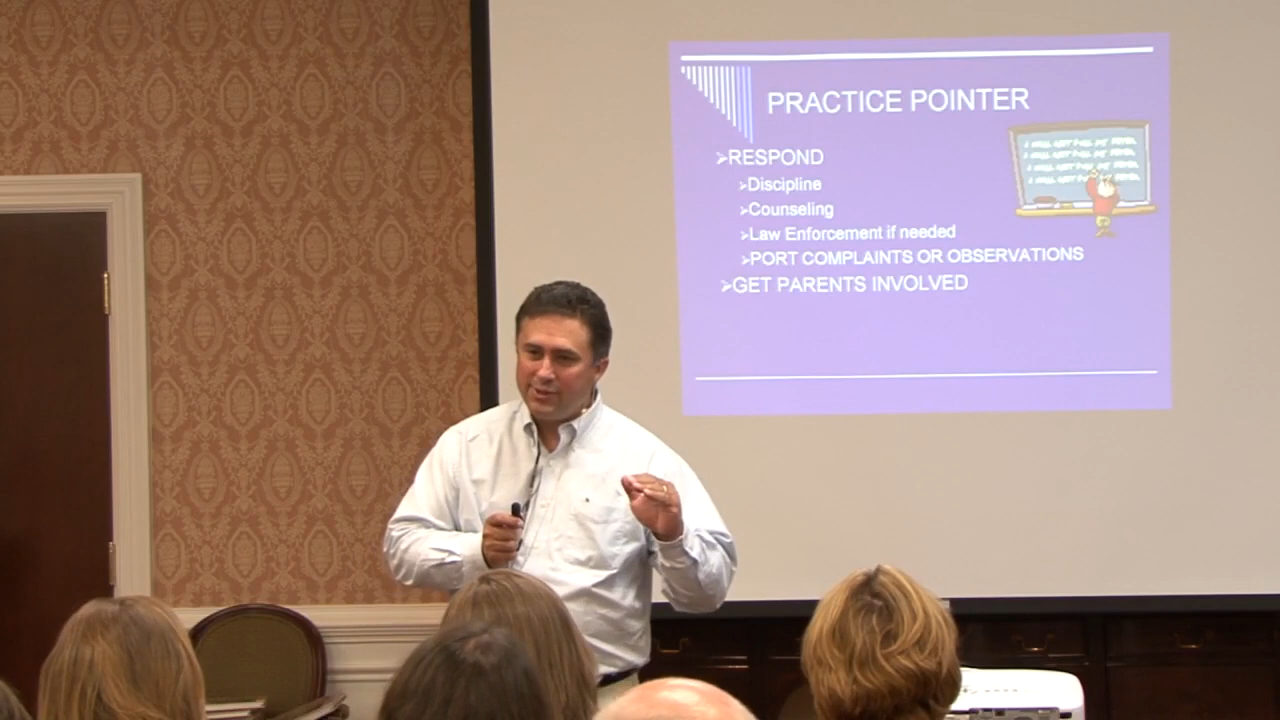 PRACTICE POINTER
➢RESPOND
➢Discipline
➢Counseling
➢Law Enforcement if needed
➢PORT COMPLAINTS OR OBSERVATIONS
➢GET PARENTS INVOLVED